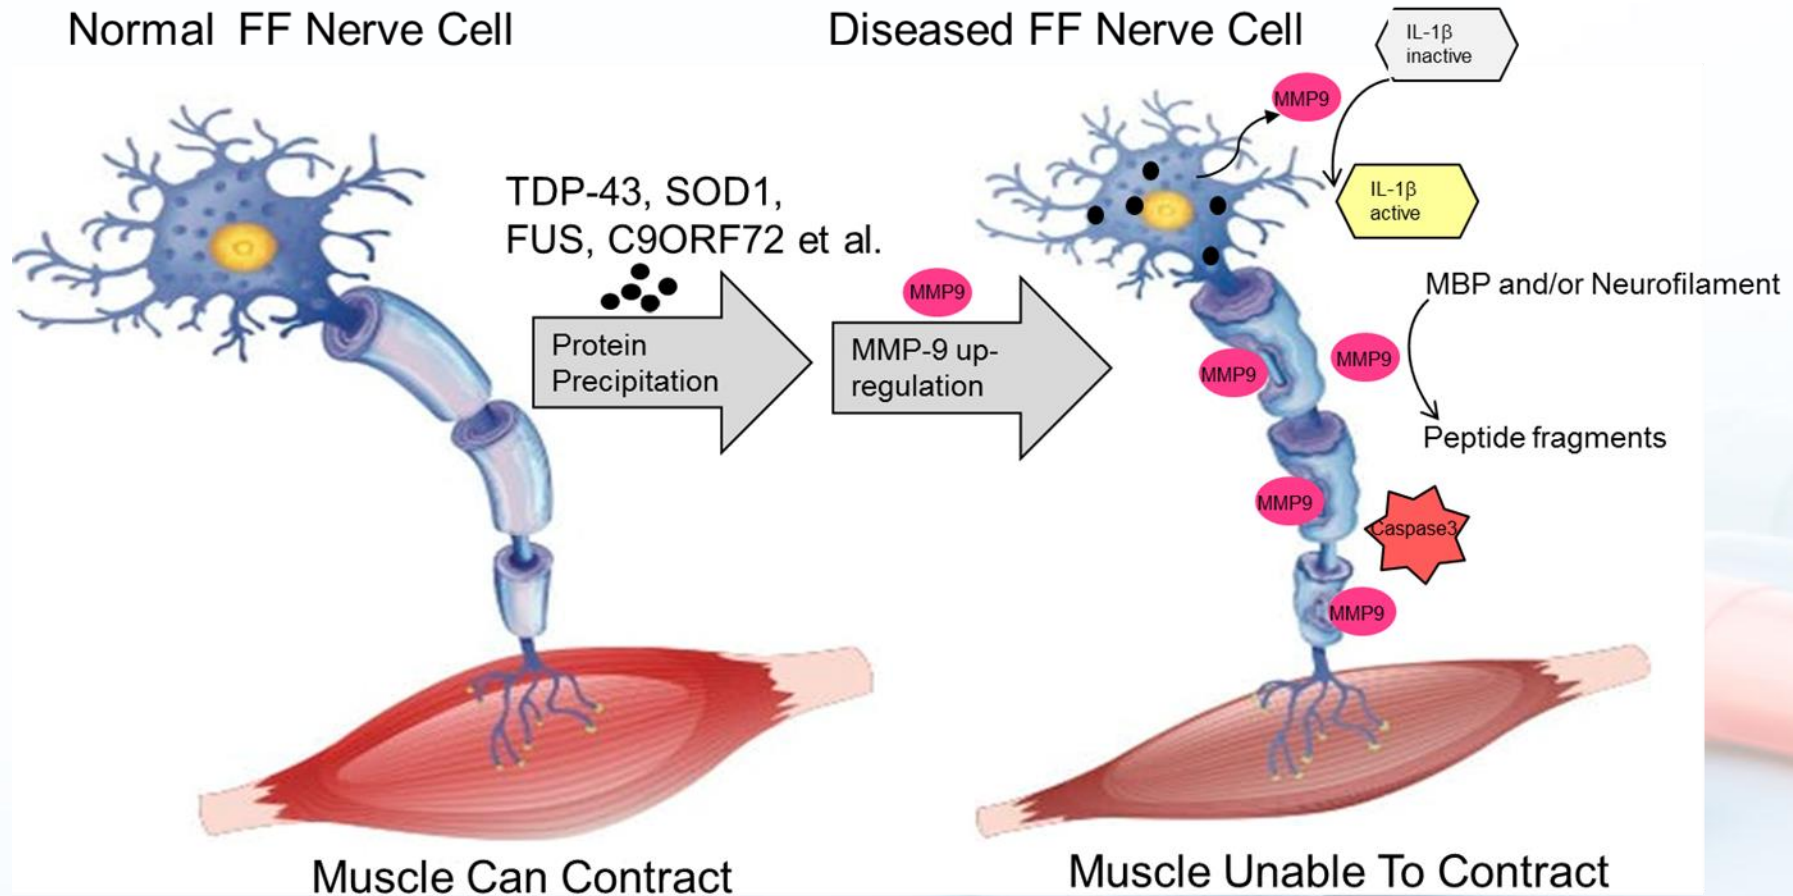 Normal FF Nerve Cell
Diseased FF Nerve Cell
IL-1β
inactive
MMP9
IL-1β
active
TDP-43, SOD1,
FUS, C9ORF72 et al.
Protein
Precipitation
MMP9
MMP-9 up-
regulation
MBP and/or Neurofilament
MMP9
MMP9
Peptide fragments
MMP9
Caspase3
MMP9
Muscle Can Contract
Muscle Unable To Contract